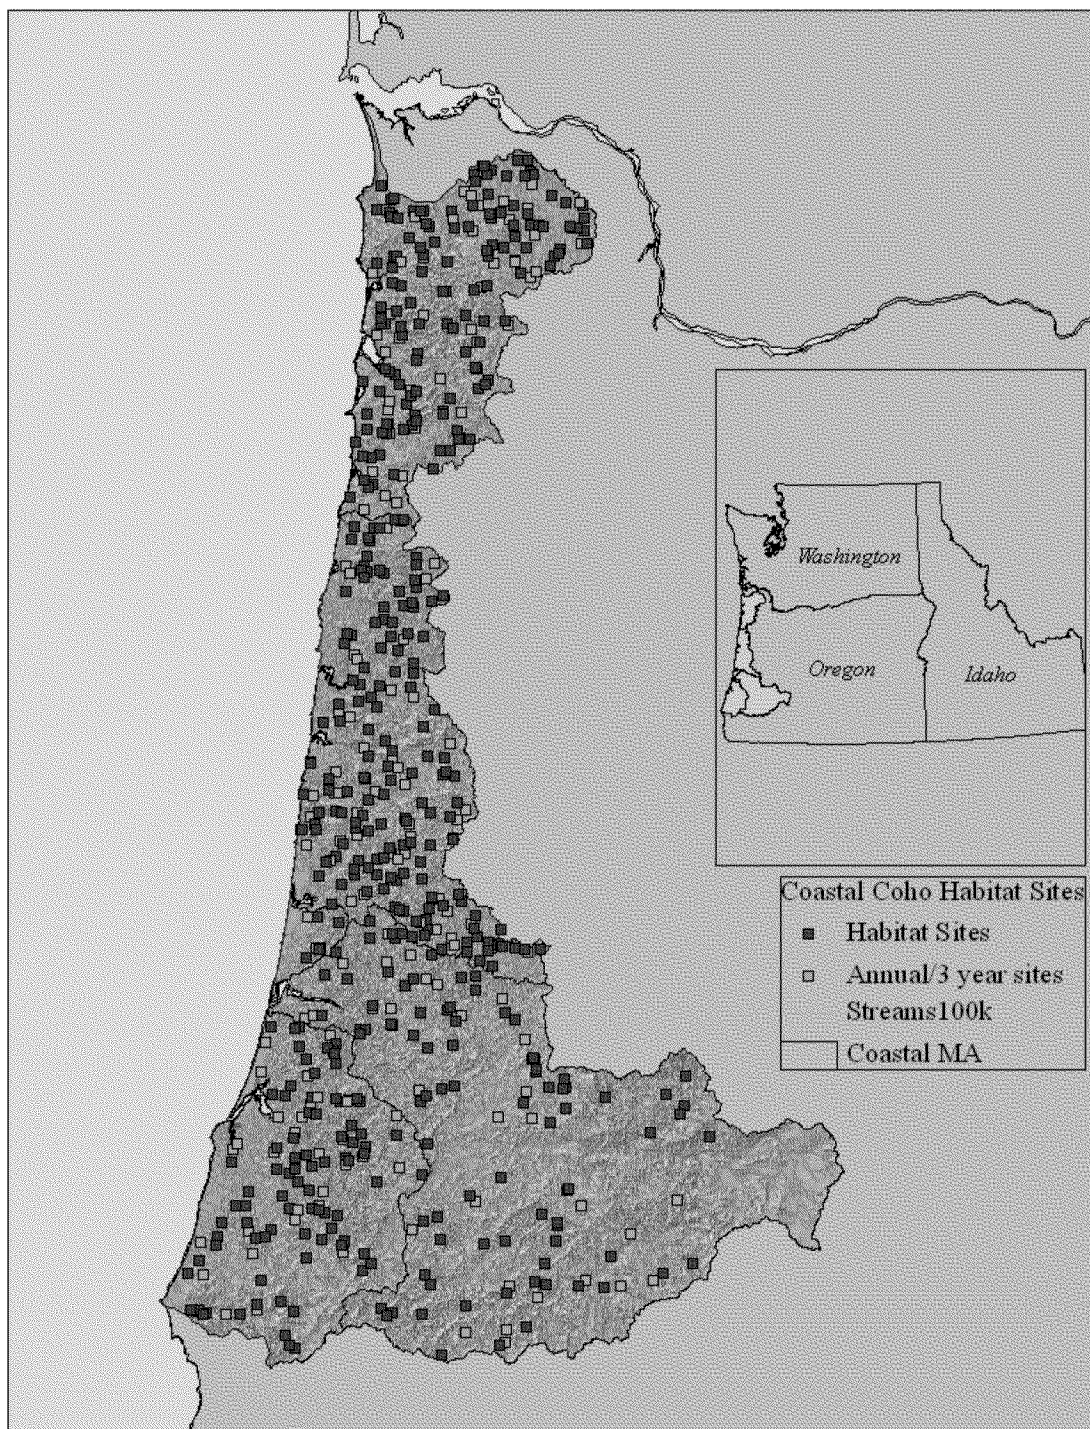 Washington
Oregon
Idaho
Coastal Coho Habitat Sites
Habitat Sites
Annual/3 year sites
Streams100k
Coastal MA